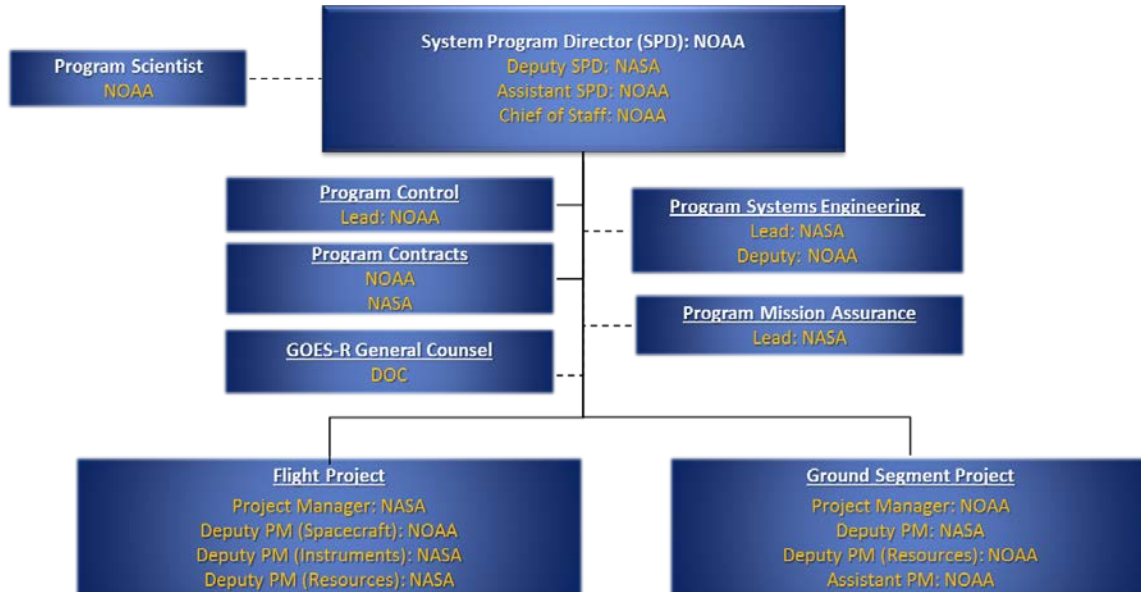 System Program Director (SPD): NOAA
Deputy SPD: NASA
Assistant SPD: NOAA
Chief of Staff: NOAA
Program Scientist
NOAA
Program Control
Lead: NOAA
Program Systems Engineering
Lead: NASA
Deputy: NOAA
Program Contracts
NOAA
NASA
Program Mission Assurance
Lead: NASA
GOES-R General Counsel
DOC
Flight Project
Project Manager: NASA
Deputy PM (Spacecraft): NOAA
Deputy PM (Instruments): NASA
Deputy PM (Resources): NASA
Ground Segment Project
Project Manager: NOAA
Deputy PM: NASA
Deputy PM (Resources): NOAA
Assistant PM: NOAA